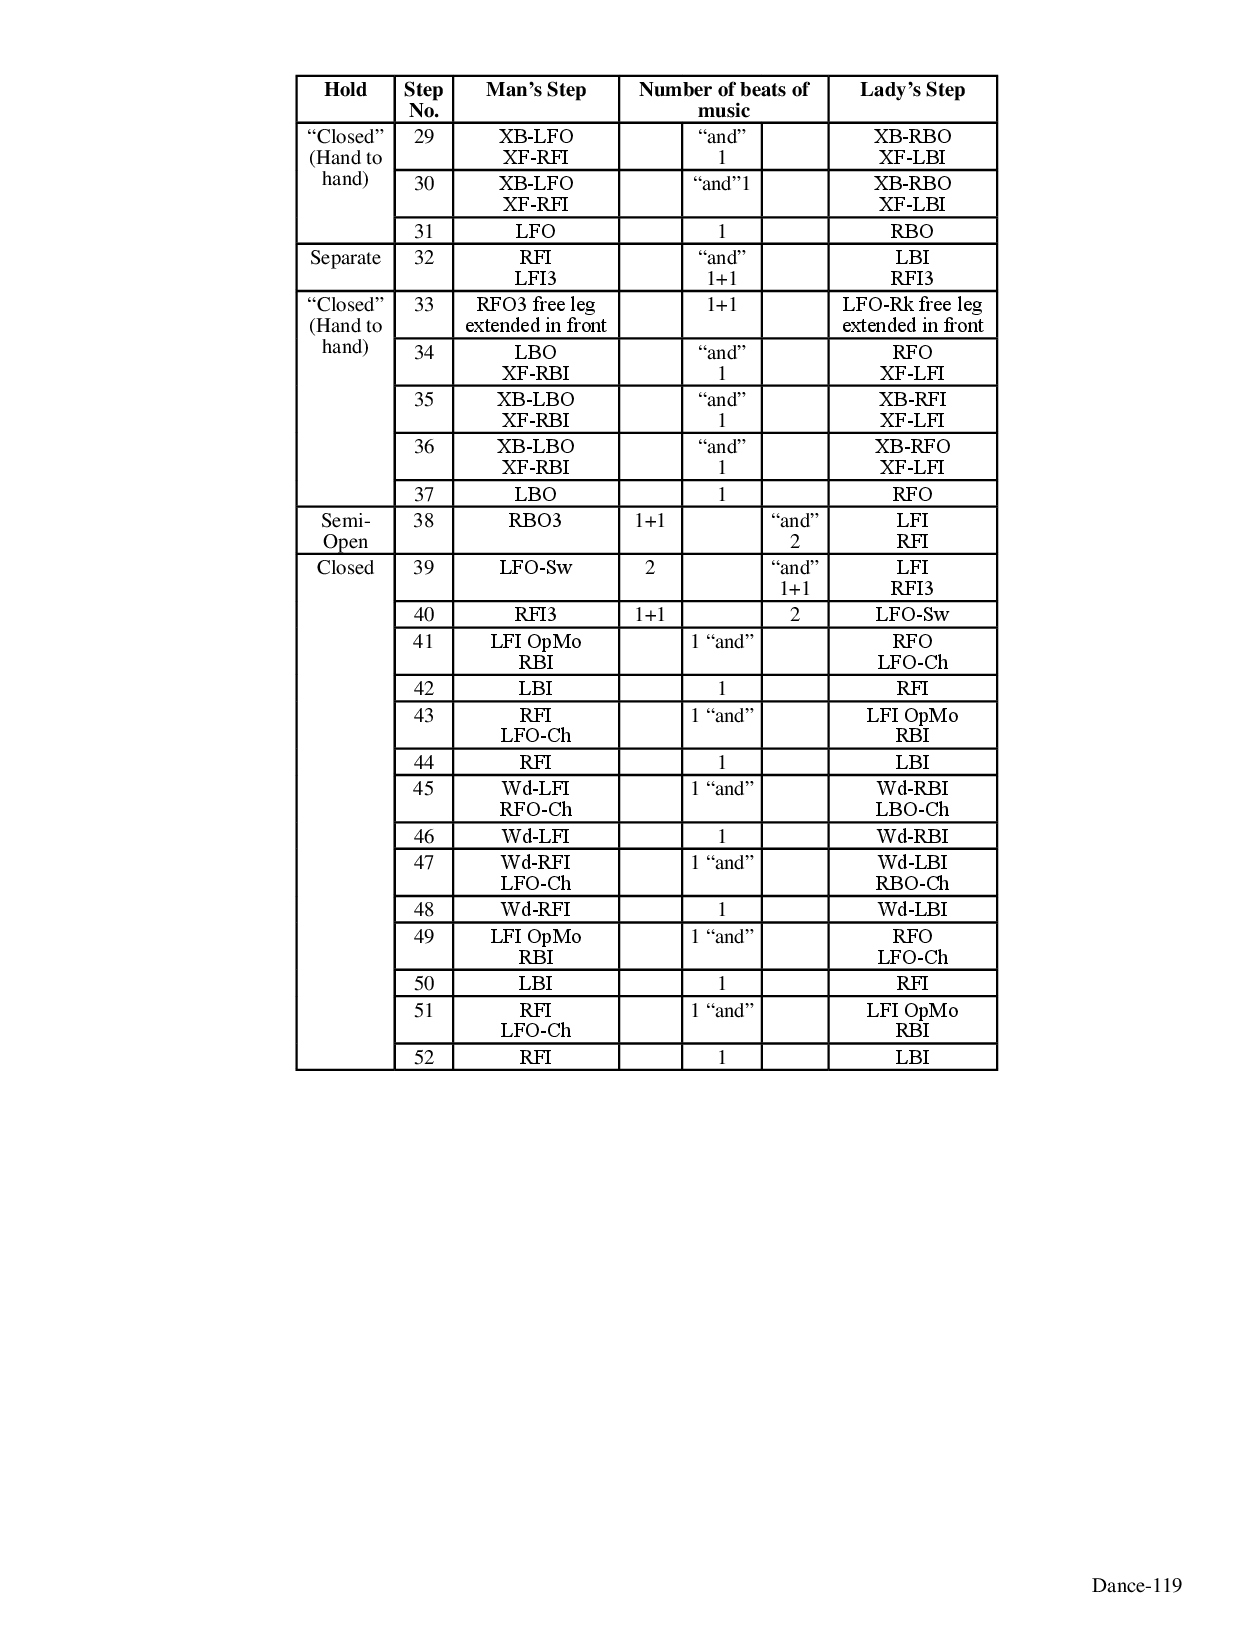 Hold Step No. Man’s Step Number of beats of music Lady’s Step
“Closed” 29 XB-LFO “and” XB-RBO
(Hand to XF-RFI 1 XF-LBI
hand) 30 XB-LFO “and”1 XB-RBO
XF-RFI XF-LBI
31 LFO 1 RBO
Separate 32 RFI “and” LBI
LFI3 1+1 RFI3
“Closed” 33 RFO3 free leg 1+1 LFO-Rk free leg
(Hand to extended in front extended in front
hand) 34 LBO “and” RFO
XF-RBI 1 XF-LFI
35 XB-LBO “and” XB-RFI
XF-RBI 1 XF-LFI
36 XB-LBO “and” XB-RFO
XF-RBI 1 XF-LFI
37 LBO 1 RFO
Semi- 38 RBO3 1+1 “and” LFI
Open 2 RFI
Closed 39 LFO-Sw 2 “and” LFI
1+1 RFI3
40 RFI3 1+1 2 LFO-Sw
41 LFI OpMo 1 “and” RFO
RBI LFO-Ch
42 LBI 1 RFI
43 RFI 1 “and” LFI OpMo
LFO-Ch RBI
44 RFI 1 LBI
45 Wd-LFI 1 “and” Wd-RBI
RFO-Ch LBO-Ch
46 Wd-LFI 1 Wd-RBI
47 Wd-RFI 1 “and” Wd-LBI
LFO-Ch RBO-Ch
48 Wd-RFI 1 Wd-LBI
49 LFI OpMo 1 “and” RFO
RBI LFO-Ch
50 LBI 1 RFI
51 RFI 1 “and” LFI OpMo
LFO-Ch RBI
52 RFI 1 LBI
Dance-119